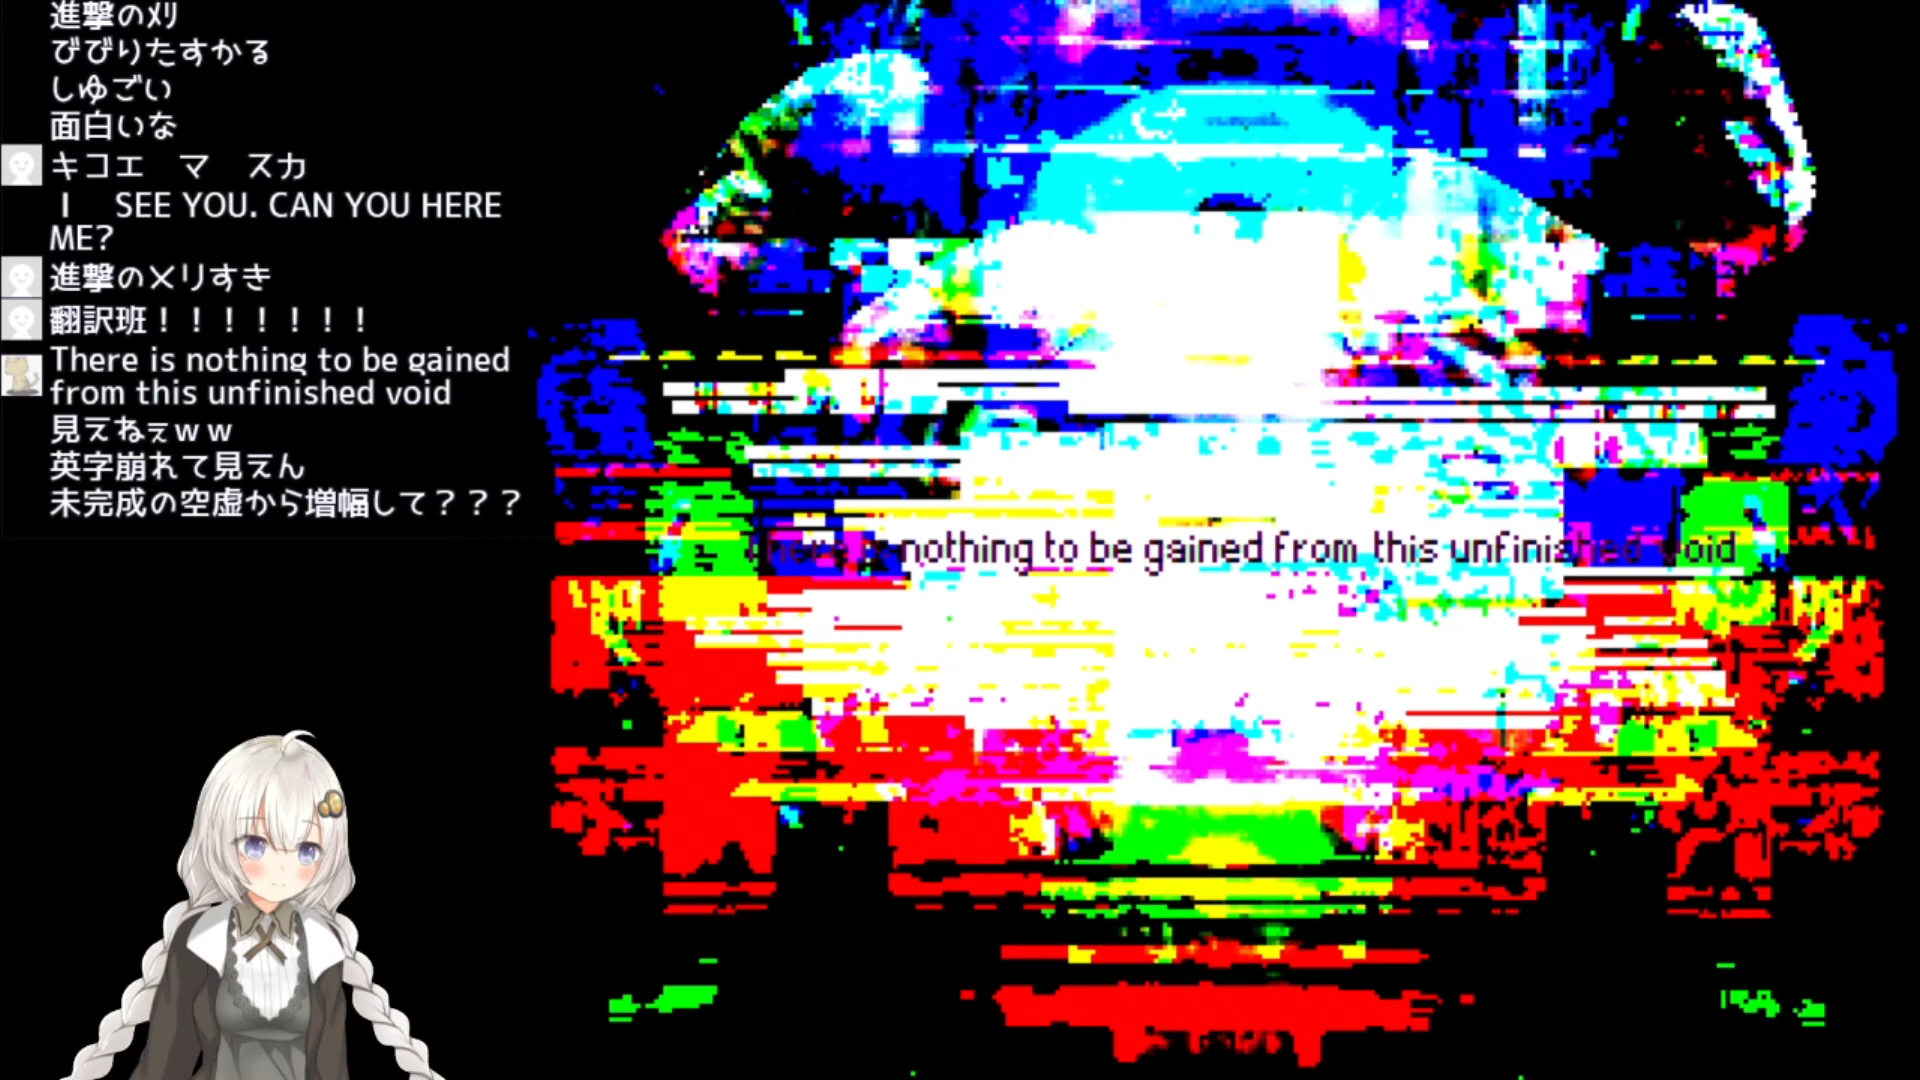 進撃のメリ
びびりたすかる
しゆごい
面白いな
キコエ　マ　スカ
I　SEE YOU. CAN YOU HERE
ME?
進撃のメリすき
翻訳班！！！！！！！
There is nothing to be gained
from this unfinished void
見えねぇｗｗ
英字崩れて見えん
未完成の空虚から増幅して？？？
nothing to be gained from this unfinished void